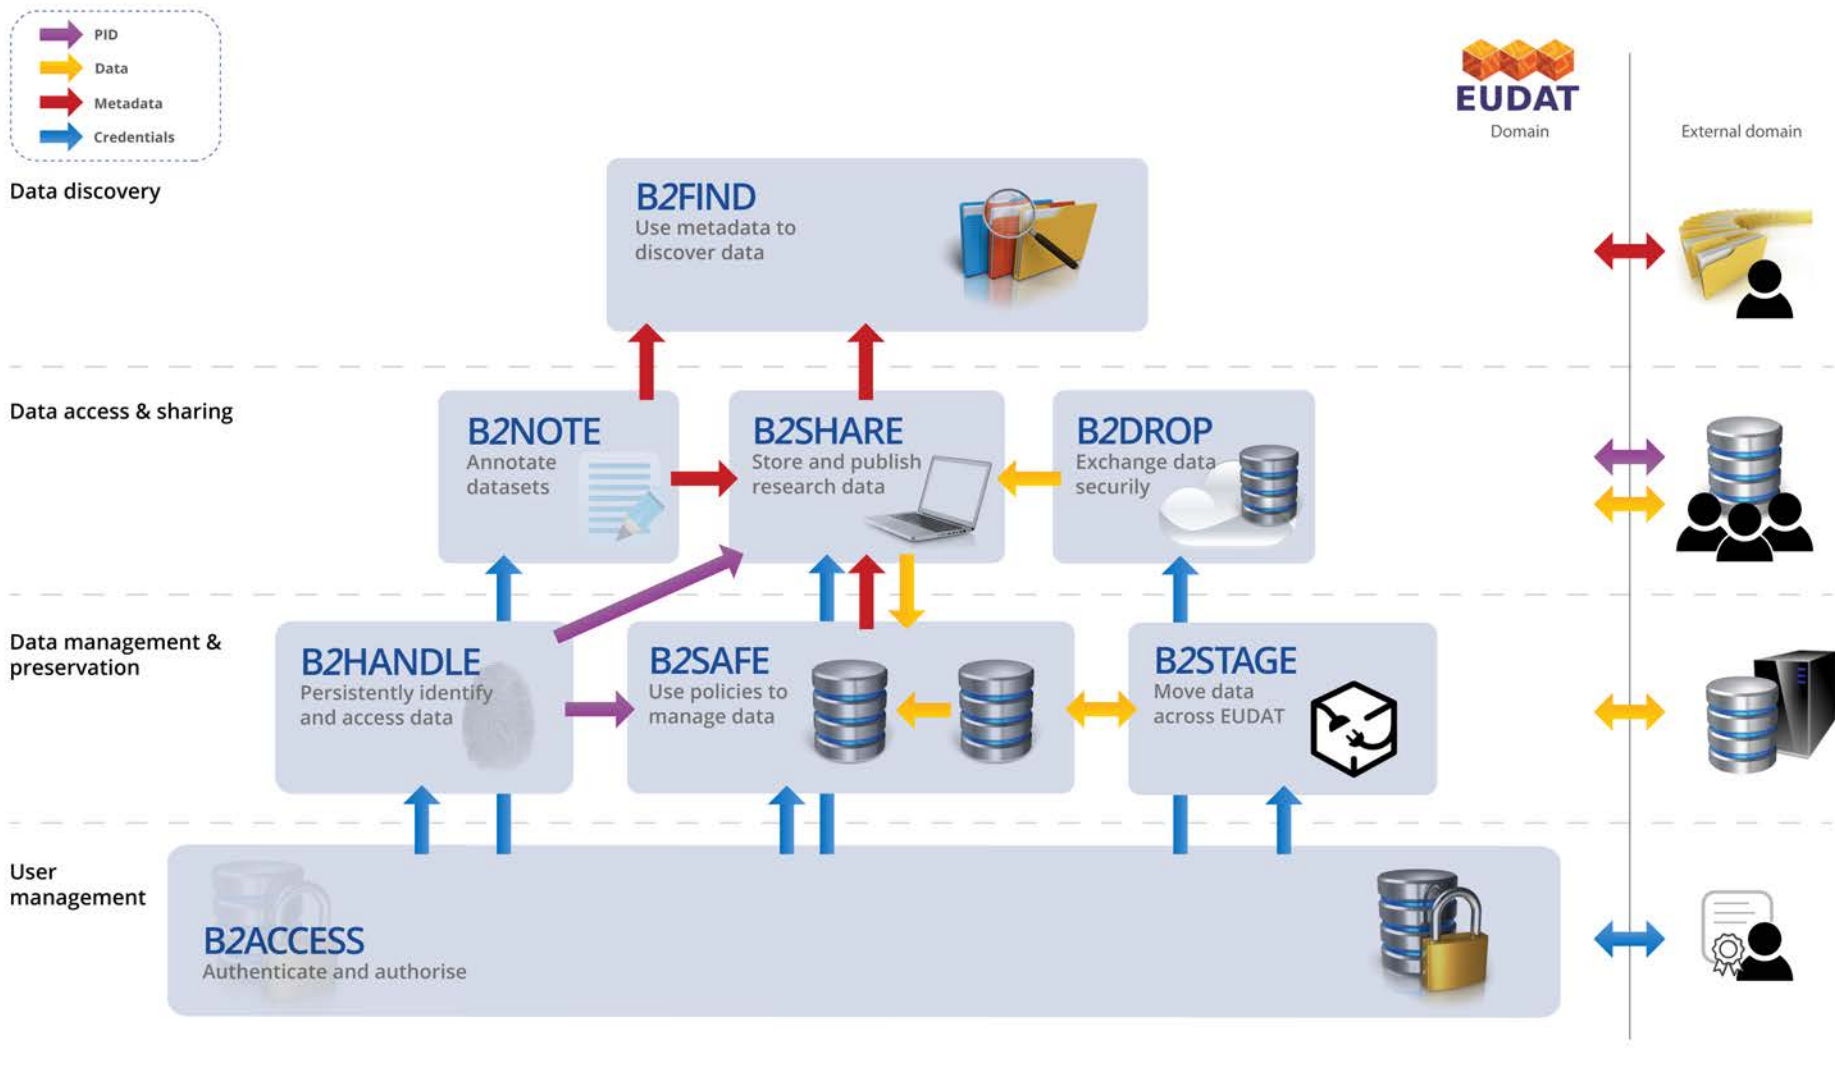 PID
Data
Metadata
Credentials
EUDAT
Domain
External domain
Data discovery
B2FIND
Use metadata to
discover data
Data access & sharing
B2NOTE
Annotate
datasets
B2SHARE
Store and publish
research data
B2DROP
Exchange data
security
Data management &
preservation
B2HANDLE
Persistently identify
and access data
B2SAFE
Use policies to
manage data
B2STAGE
Move data
across EUDAT
User
management
B2ACCESS
Authenticate and authorise